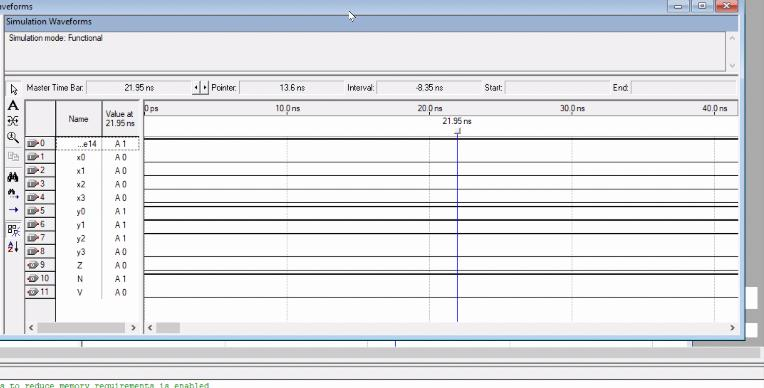 Waveforms
Simulation Waveforms
Simulation mode: Functional
Master Time Bar: 21.95 ns Pointer: 13.6 ns Interval: -8.35 ns Start: End:
Name Value at 21.95 ns 0 ps 10.0 ns 20.0 ns 30.0 ns 40.0 ns
21.95 ns
0 ...e14 A 1
1 x0 A 0
2 x1 A 0
3 x2 A 0
4 x3 A 0
5 y0 A 1
6 y1 A 1
7 y2 A 1
8 y3 A 0
9 Z A 0
10 N A 1
11 V A 0
s to reduce memory requirements is enabled